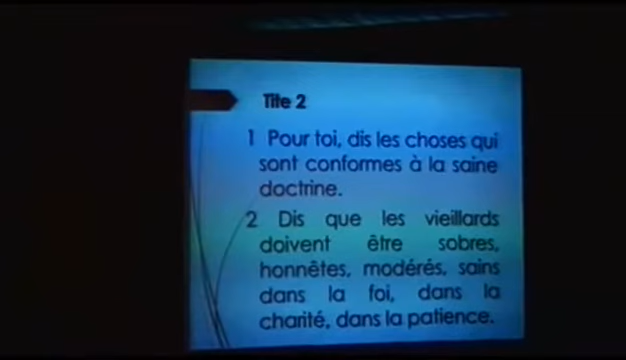 Tite 2
1 Pour toi, dis les choses qui
sont conformes à la saine
doctrine.
2 Dis que les vieillards
doivent être sobres,
honnêtes, modérés, sains
dans la foi, dans la
charité, dans la patience.